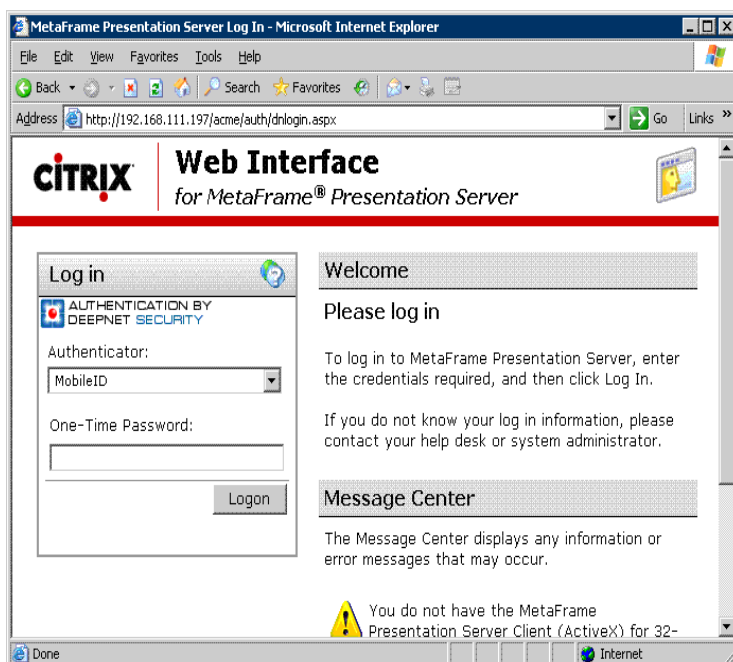 MetaFrame Presentation Server Log In - Microsoft Internet Explorer
File Edit View Favorites Tools Help
Back Search Favorites
Address http://192.168.111.197/acme/auth/dnlogin.aspx Go Links »
CITRIX
Web Interface
for MetaFrame® Presentation Server
Log in
AUTHENTICATION BY
DEEPNET SECURITY
Authenticator:
MobileID
One-Time Password:
Logon
Welcome
Please log in
To log in to MetaFrame Presentation Server, enter
the credentials required, and then click Log In.
If you do not know your log in information, please
contact your help desk or system administrator.
Message Center
The Message Center displays any information or
error messages that may occur.
You do not have the MetaFrame
Presentation Server Client (ActiveX) for 32-
Done Internet